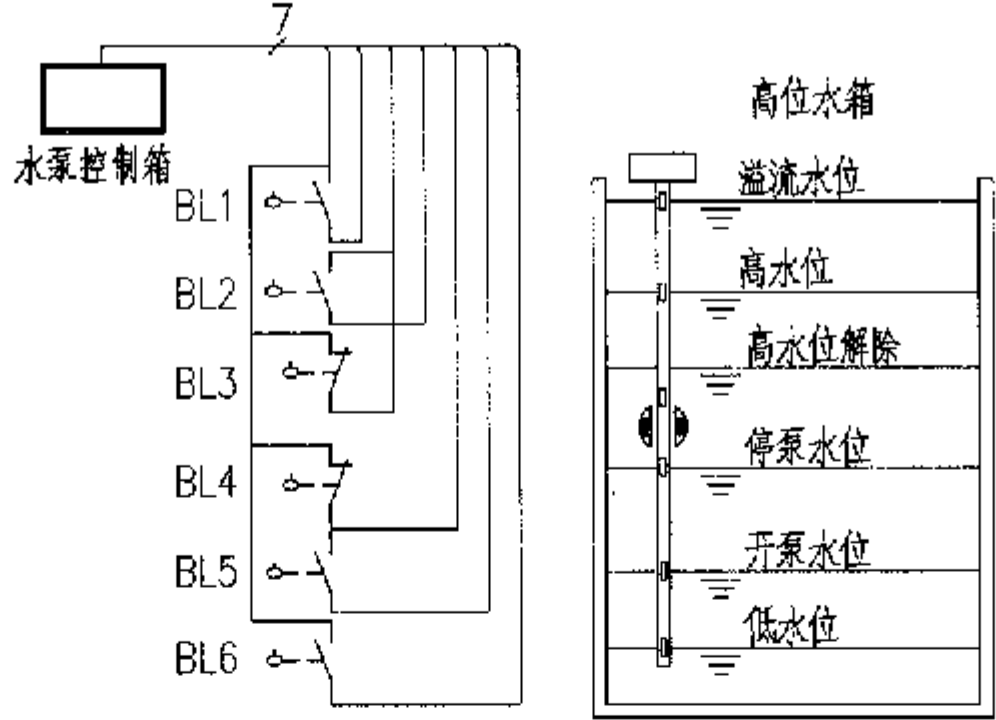 7
水泵控制箱
BL1
BL2
BL3
BL4
BL5
BL6
高位水箱
溢流水位
高水位
高水位解除
停泵水位
开泵水位
低水位